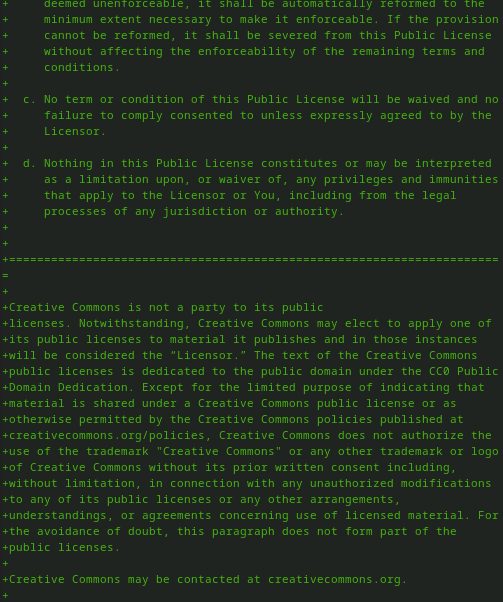 +     deemed unenforceable, it shall be automatically reformed to the
+     minimum extent necessary to make it enforceable. If the provision
+     cannot be reformed, it shall be severed from this Public License
+     without affecting the enforceability of the remaining terms and
+     conditions.
+
+  c. No term or condition of this Public License will be waived and no
+     failure to comply consented to unless expressly agreed to by the
+     Licensor.
+
+  d. Nothing in this Public License constitutes or may be interpreted
+     as a limitation upon, or waiver of, any privileges and immunities
+     that apply to the Licensor or You, including from the legal
+     processes of any jurisdiction or authority.
+
+
+======================================================================
=
+
+Creative Commons is not a party to its public
+licenses. Notwithstanding, Creative Commons may elect to apply one of
+its public licenses to material it publishes and in those instances
+will be considered the “Licensor.” The text of the Creative Commons
+public licenses is dedicated to the public domain under the CC0 Public
+Domain Dedication. Except for the limited purpose of indicating that
+material is shared under a Creative Commons public license or as
+otherwise permitted by the Creative Commons policies published at
+creativecommons.org/policies, Creative Commons does not authorize the
+use of the trademark "Creative Commons" or any other trademark or logo
+of Creative Commons without its prior written consent including,
+without limitation, in connection with any unauthorized modifications
+to any of its public licenses or any other arrangements,
+understandings, or agreements concerning use of licensed material. For
+the avoidance of doubt, this paragraph does not form part of the
+public licenses.
+
+Creative Commons may be contacted at creativecommons.org.
+